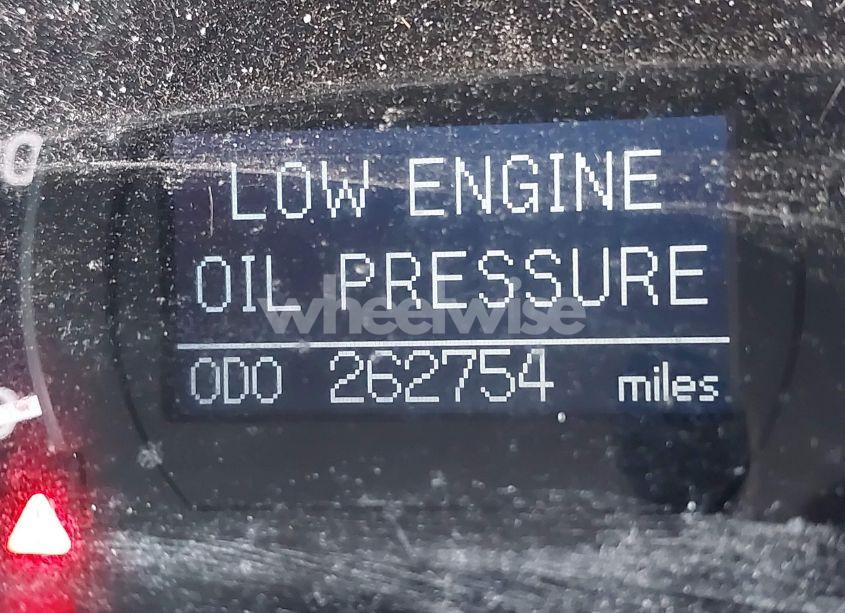 LOW ENGINE
OIL PRESSURE
wheelwise
ODO 262754 miles